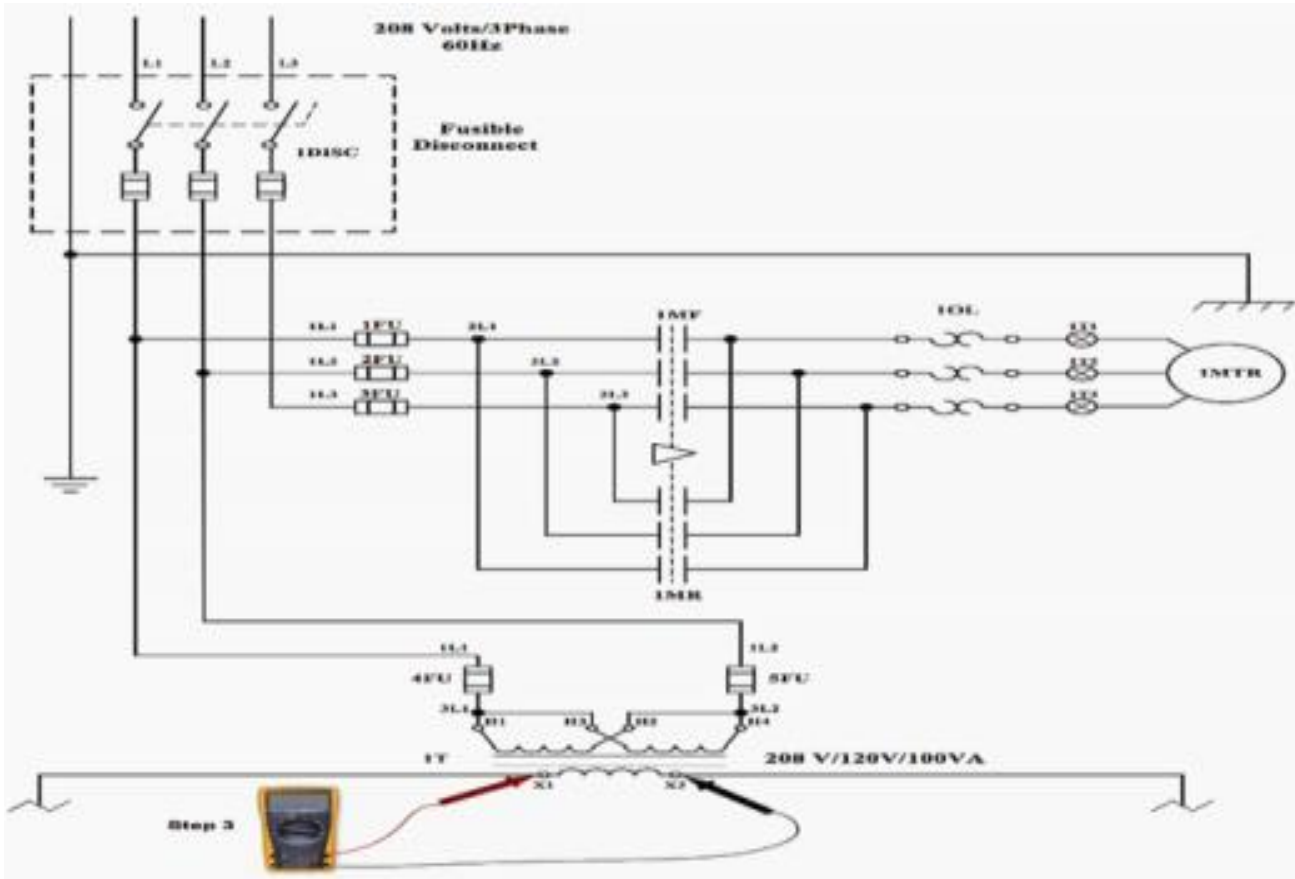 208 Volts/3Phase
60Hz
L1 L2 L3
Fusible
Disconnect
1DISC
1MF
1OL
1L1 1FU 2L1
1L2 2FU 2L2
1L3 3FU 2L3
1T1
1T2
1T3
1MTR
1MR
1L1 1L2
4FU 5FU
3L1 3L2
H1 H3 H2 H4
1T 208 V/120V/100VA
X1 X2
Step 3